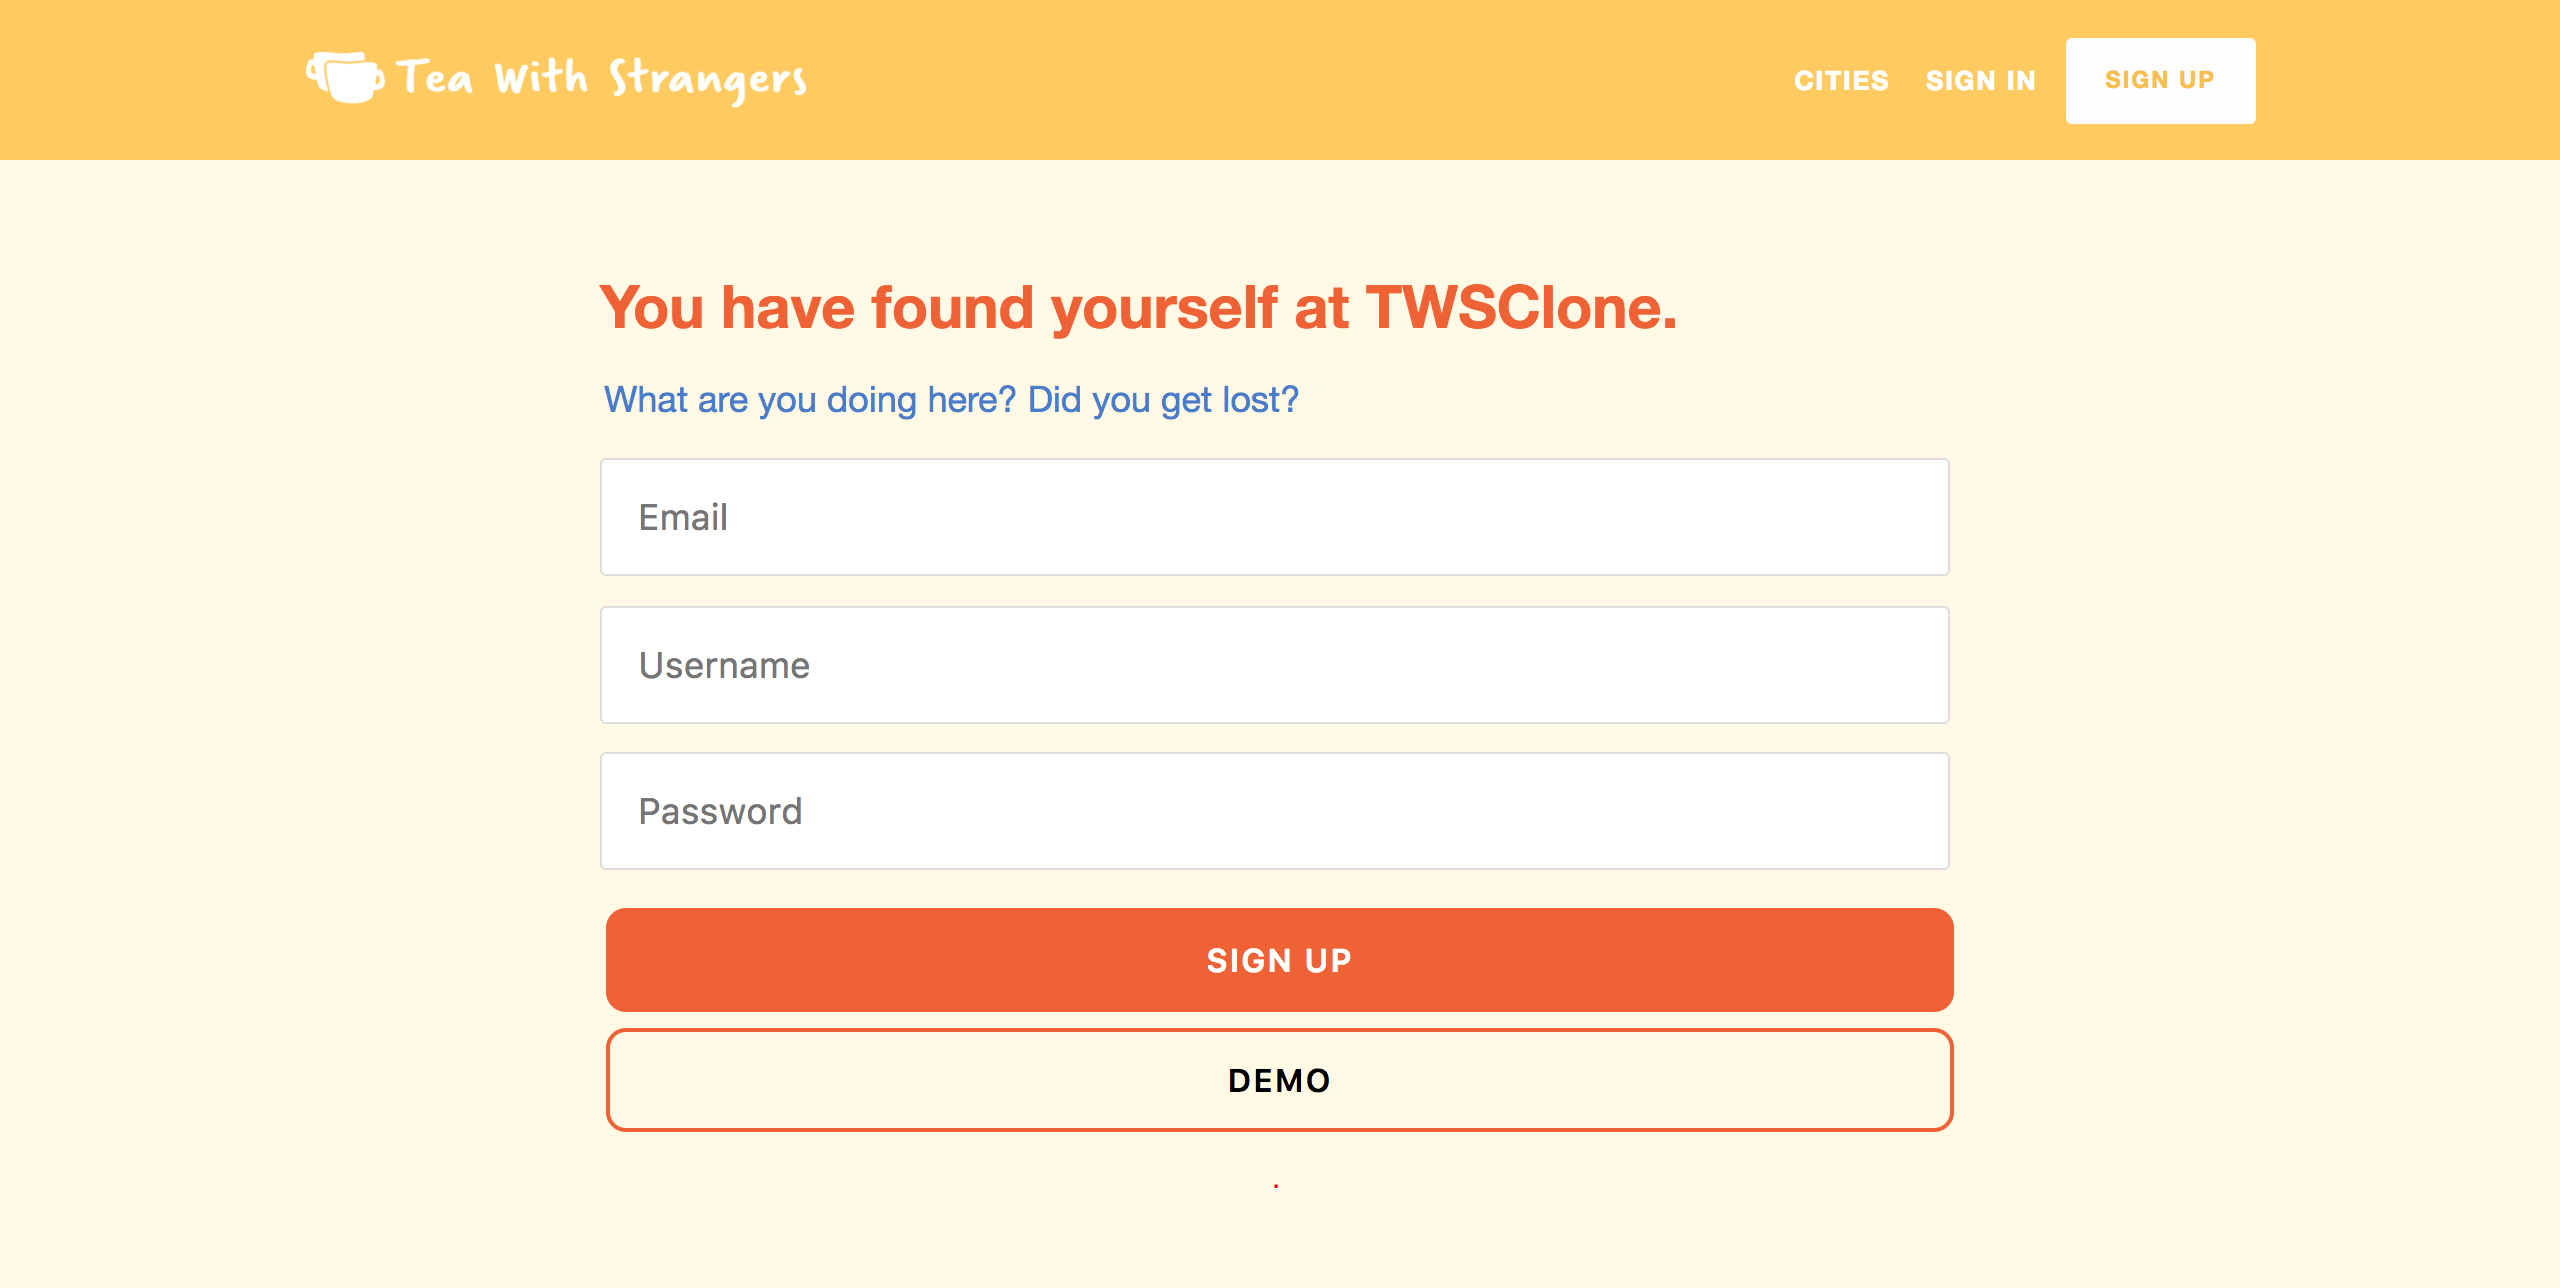 Tea With Strangers
CITIES SIGN IN SIGN UP
You have found yourself at TWSClone.
What are you doing here? Did you get lost?
Email
Username
Password
SIGN UP
DEMO
.